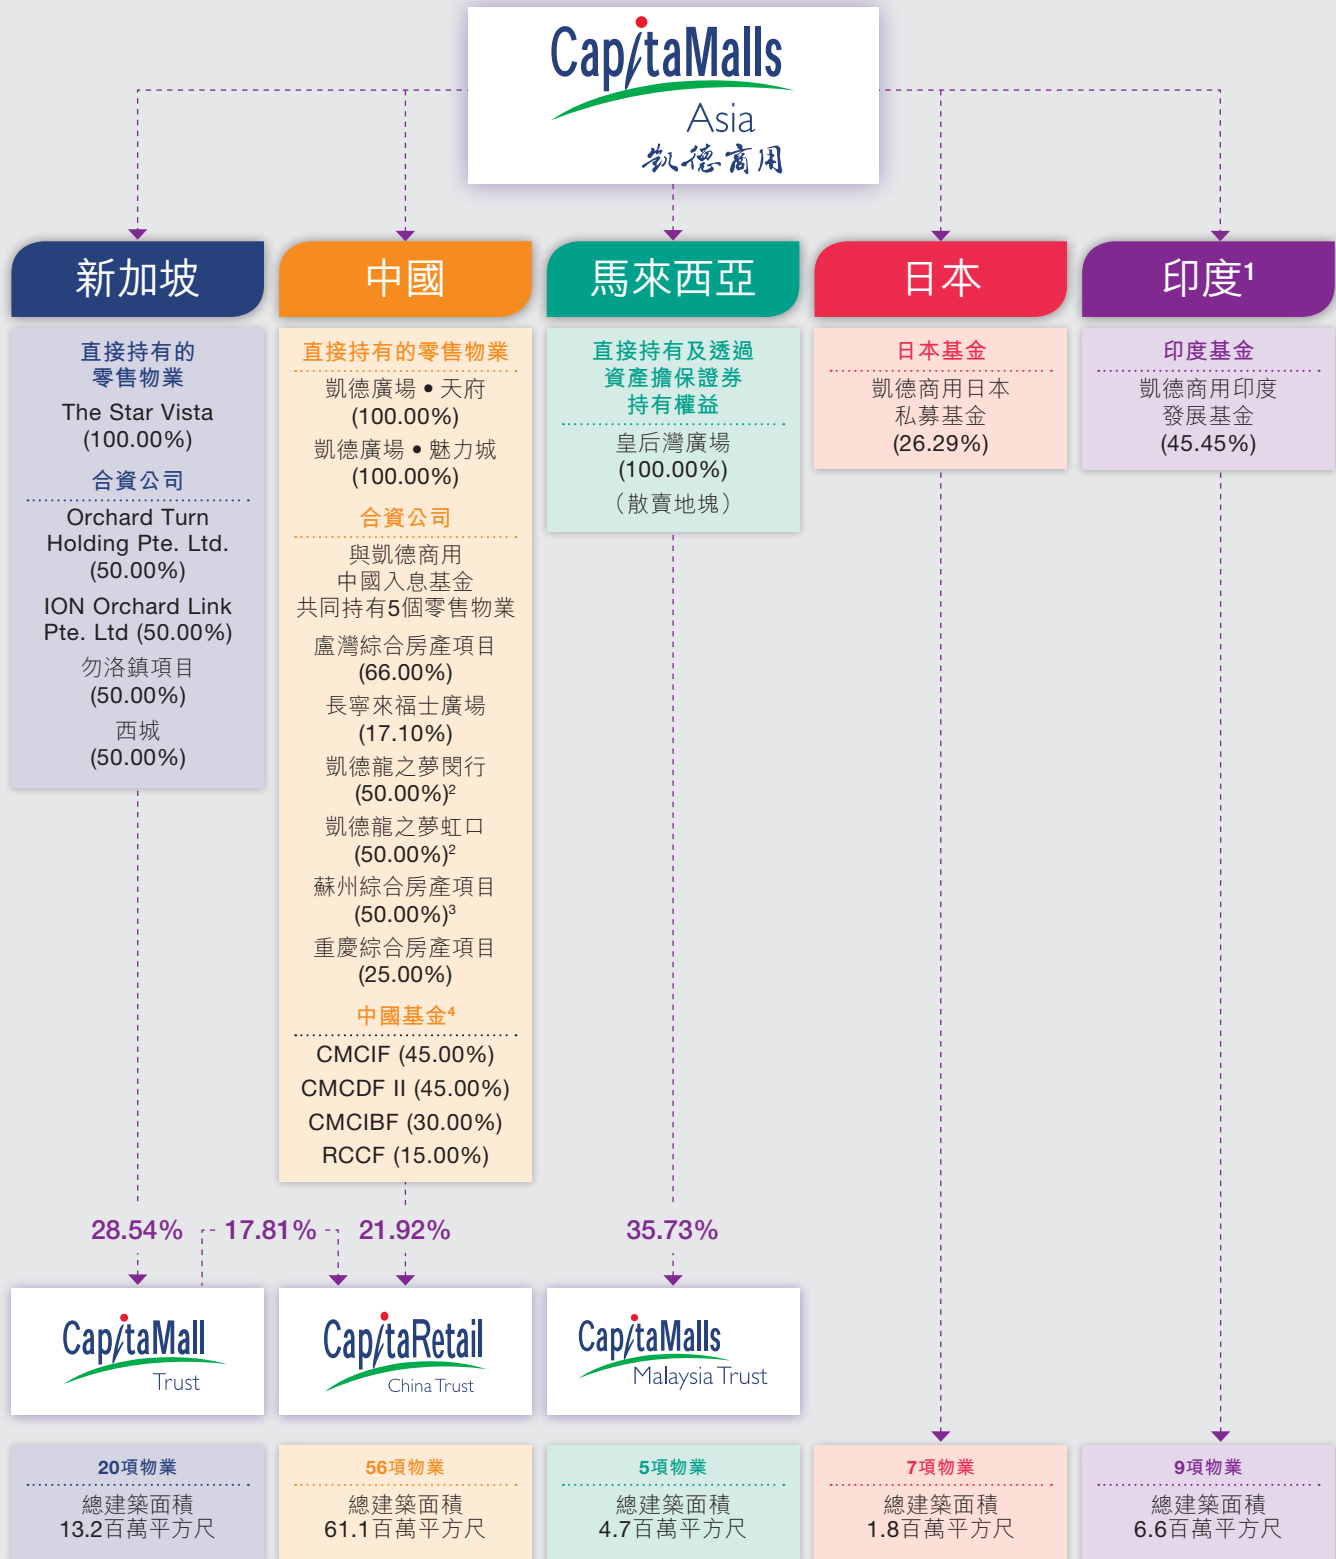 CapitaMalls
Asia
凱德商用
新加坡
直接持有的
零售物業
The Star Vista
(100.00%)
合資公司
Orchard Turn
Holding Pte. Ltd.
(50.00%)
ION Orchard Link
Pte. Ltd (50.00%)
勿洛鎮項目
(50.00%)
西城
(50.00%)
28.54%
17.81%
CapitaMall
Trust
20項物業
總建築面積
13.2百萬平方尺
中國
直接持有的零售物業
凱德廣場 • 天府
(100.00%)
凱德廣場 • 魅力城
(100.00%)
合資公司
與凱德商用
中國入息基金
共同持有5個零售物業
盧灣綜合房產項目
(66.00%)
長寧來福士廣場
(17.10%)
凱德龍之夢閔行
(50.00%)²
凱德龍之夢虹口
(50.00%)²
蘇州綜合房產項目
(50.00%)³
重慶綜合房產項目
(25.00%)
中國基金⁴
CMCIF (45.00%)
CMCDF II (45.00%)
CMCIBF (30.00%)
RCCF (15.00%)
21.92%
CapitaRetail
China Trust
56項物業
總建築面積
61.1百萬平方尺
馬來西亞
直接持有及透過
資產擔保證券
持有權益
皇后灣廣場
(100.00%)
（散賣地塊）
35.73%
CapitaMalls
Malaysia Trust
5項物業
總建築面積
4.7百萬平方尺
日本
日本基金
凱德商用日本
私募基金
(26.29%)
7項物業
總建築面積
1.8百萬平方尺
印度¹
印度基金
凱德商用印度
發展基金
(45.45%)
9項物業
總建築面積
6.6百萬平方尺